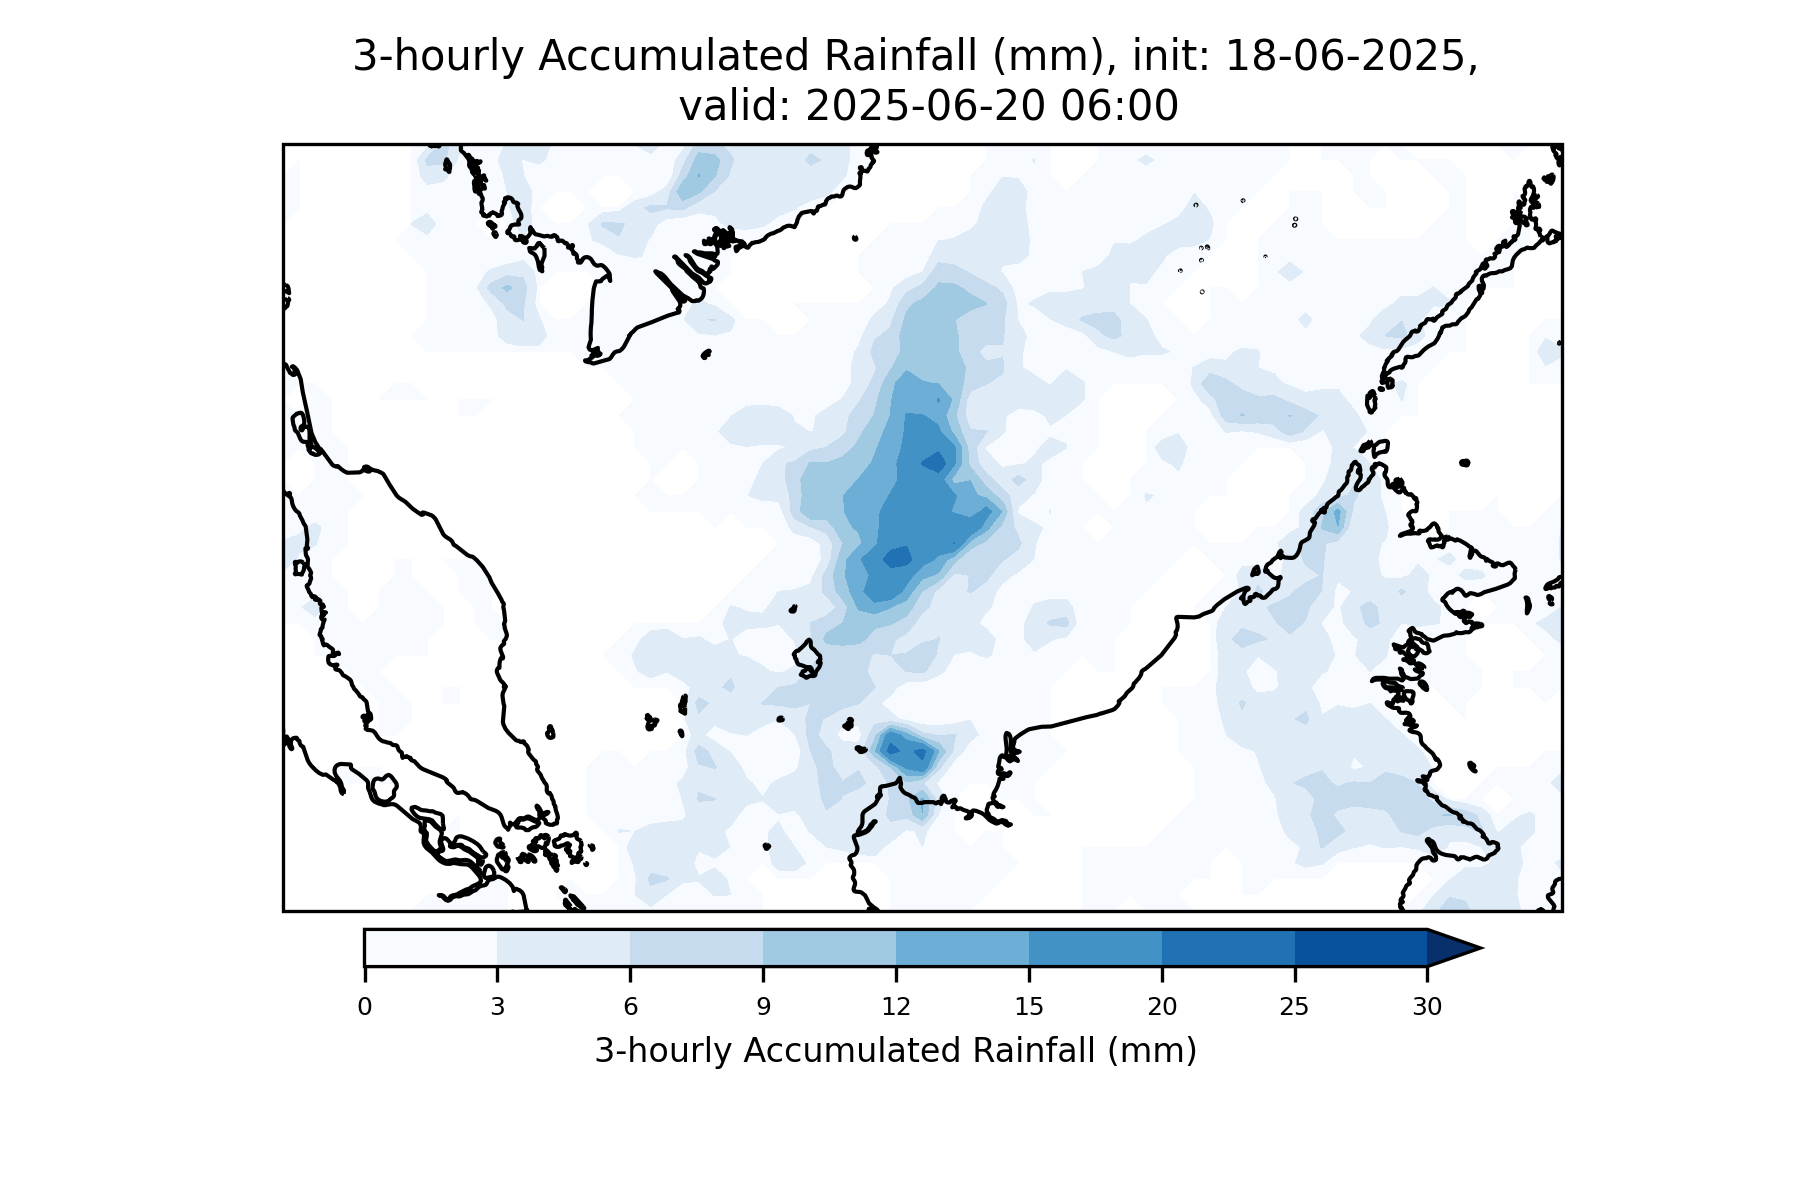 3-hourly Accumulated Rainfall (mm), init: 18-06-2025,
valid: 2025-06-20 06:00
0 3 6 9 12 15 20 25 30
3-hourly Accumulated Rainfall (mm)